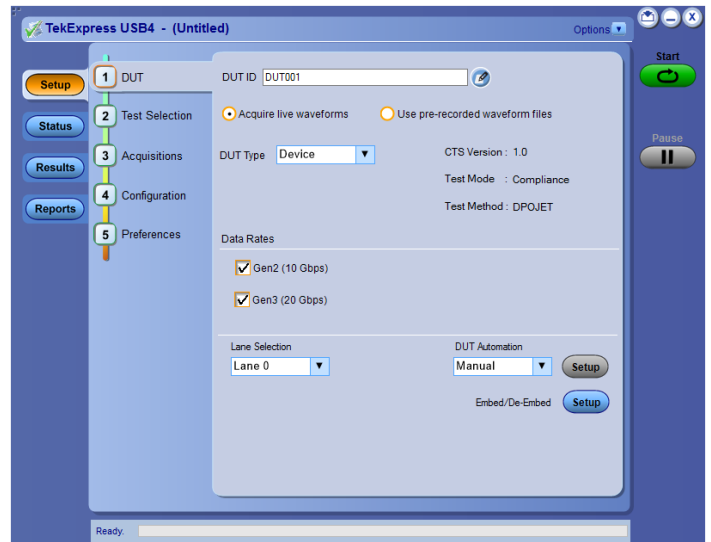 TekExpress USB4 - (Untitled)
Options
Start
Pause
Setup
Status
Results
Reports
1 DUT
2 Test Selection
3 Acquisitions
4 Configuration
5 Preferences
DUT ID DUT001
Acquire live waveforms Use pre-recorded waveform files
DUT Type Device CTS Version : 1.0
Test Mode : Compliance
Test Method : DPOJET
Data Rates
Gen2 (10 Gbps)
Gen3 (20 Gbps)
Lane Selection DUT Automation
Lane 0 Manual Setup
Embed/De-Embed Setup
Ready.